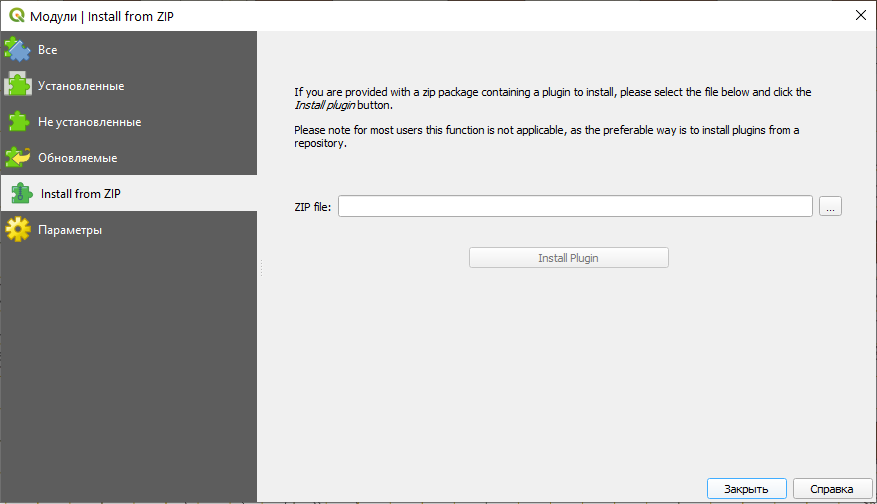 Модули | Install from ZIP
Все
Установленные
Не установленные
Обновляемые
Install from ZIP
Параметры
If you are provided with a zip package containing a plugin to install, please select the file below and click the
Install plugin button.
Please note for most users this function is not applicable, as the preferable way is to install plugins from a
repository.
ZIP file:
...
Install Plugin
Закрыть
Справка